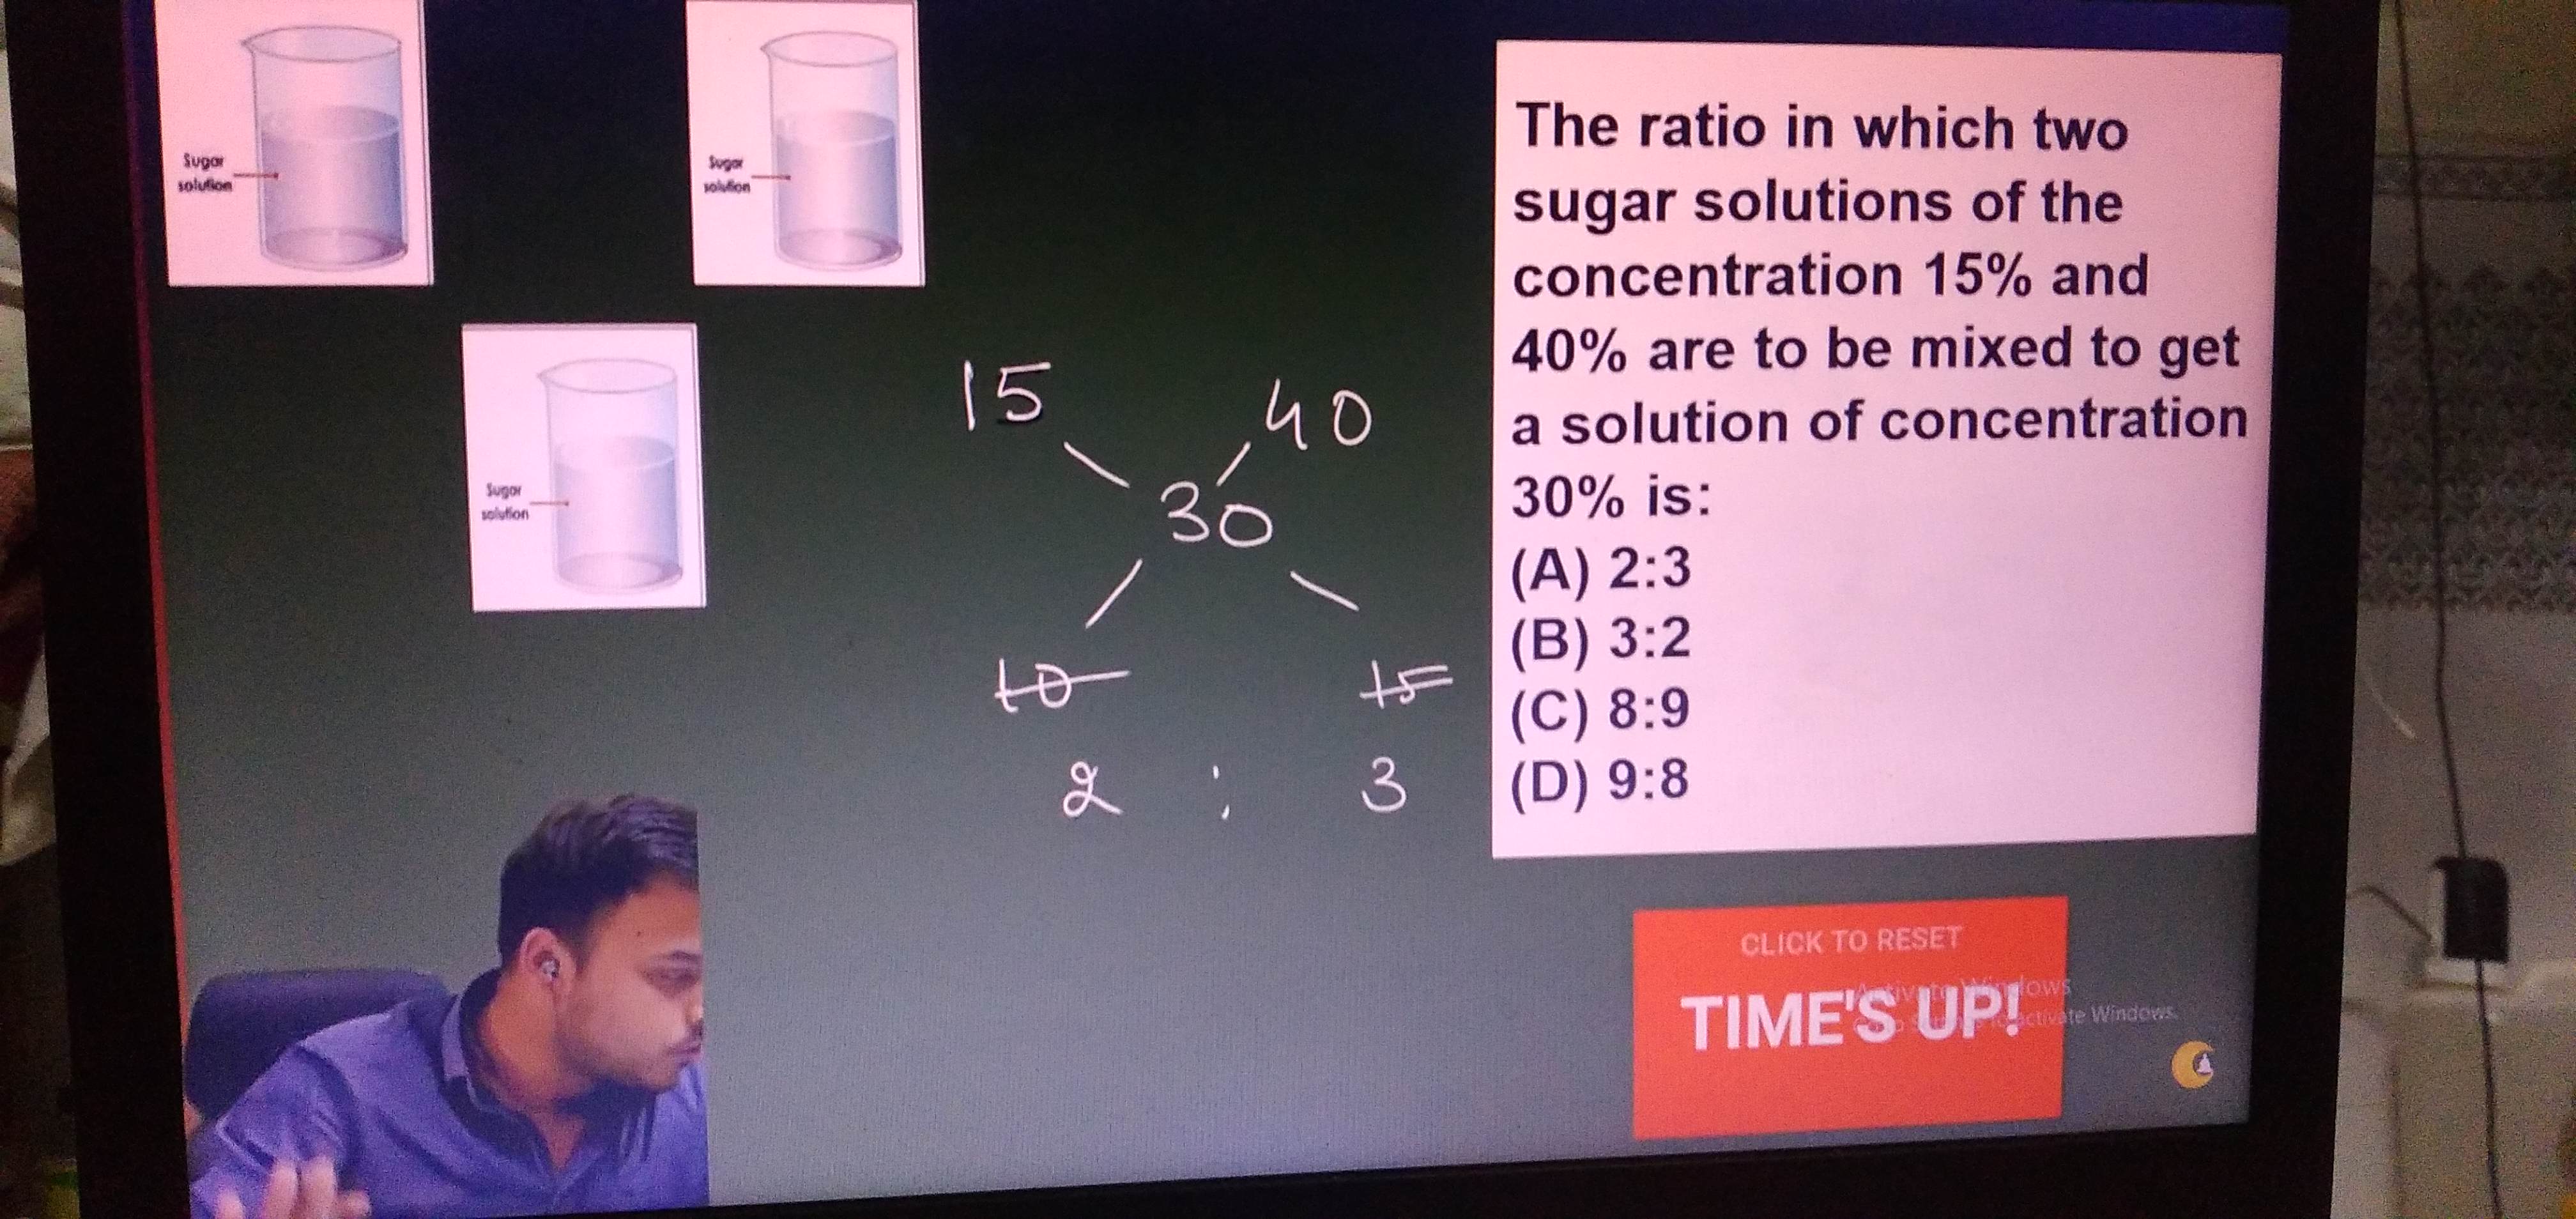 Sugar
solution
Sugar
solution
Sugar
solution
15 40
30
10 15
2 : 3
The ratio in which two
sugar solutions of the
concentration 15% and
40% are to be mixed to get
a solution of concentration
30% is:
(A) 2:3
(B) 3:2
(C) 8:9
(D) 9:8
CLICK TO RESET
TIME'S UP!
Activate Windows
Go to Settings to activate Windows.